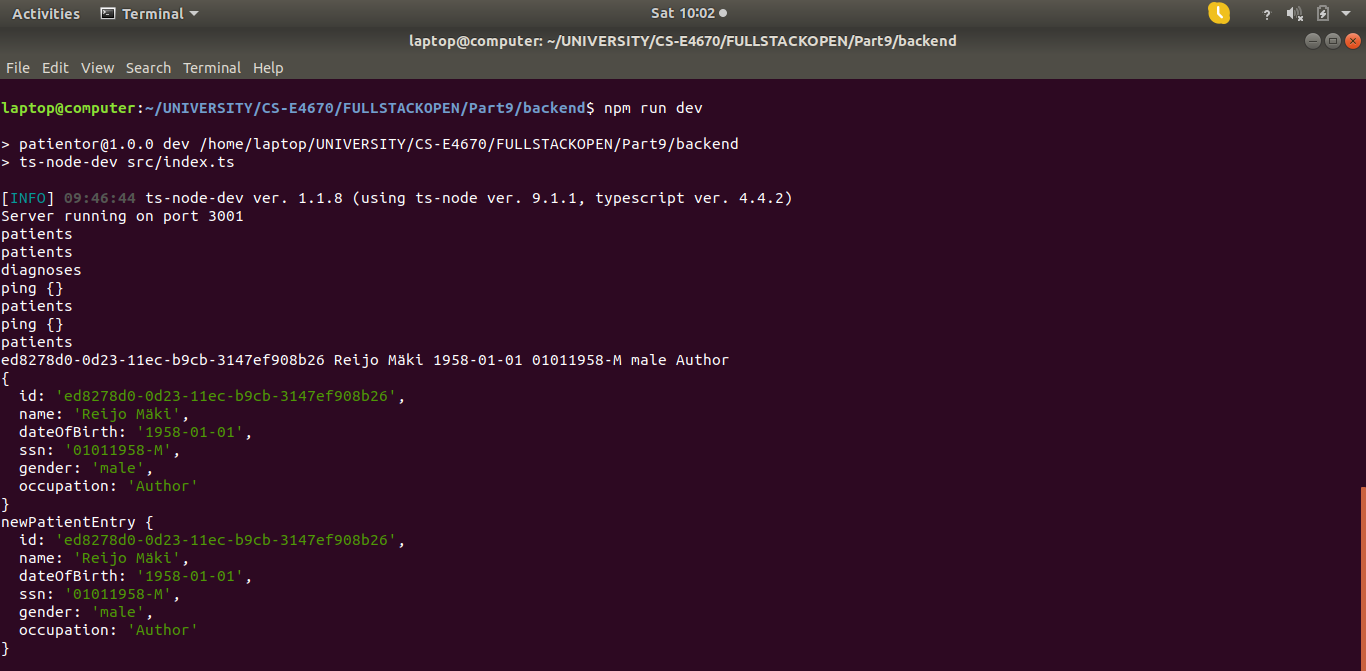 Activities Terminal Sat 10:02 ?
laptop@computer: ~/UNIVERSITY/CS-E4670/FULLSTACKOPEN/Part9/backend
File Edit View Search Terminal Help
laptop@computer:~/UNIVERSITY/CS-E4670/FULLSTACKOPEN/Part9/backend$ npm run dev
> patientor@1.0.0 dev /home/laptop/UNIVERSITY/CS-E4670/FULLSTACKOPEN/Part9/backend
> ts-node-dev src/index.ts
[INFO] 09:46:44 ts-node-dev ver. 1.1.8 (using ts-node ver. 9.1.1, typescript ver. 4.4.2)
Server running on port 3001
patients
patients
diagnoses
ping {}
patients
ping {}
patients
ed8278d0-0d23-11ec-b9cb-3147ef908b26 Reijo Mäki 1958-01-01 01011958-M male Author
{
  id: 'ed8278d0-0d23-11ec-b9cb-3147ef908b26',
  name: 'Reijo Mäki',
  dateOfBirth: '1958-01-01',
  ssn: '01011958-M',
  gender: 'male',
  occupation: 'Author'
}
newPatientEntry {
  id: 'ed8278d0-0d23-11ec-b9cb-3147ef908b26',
  name: 'Reijo Mäki',
  dateOfBirth: '1958-01-01',
  ssn: '01011958-M',
  gender: 'male',
  occupation: 'Author'
}